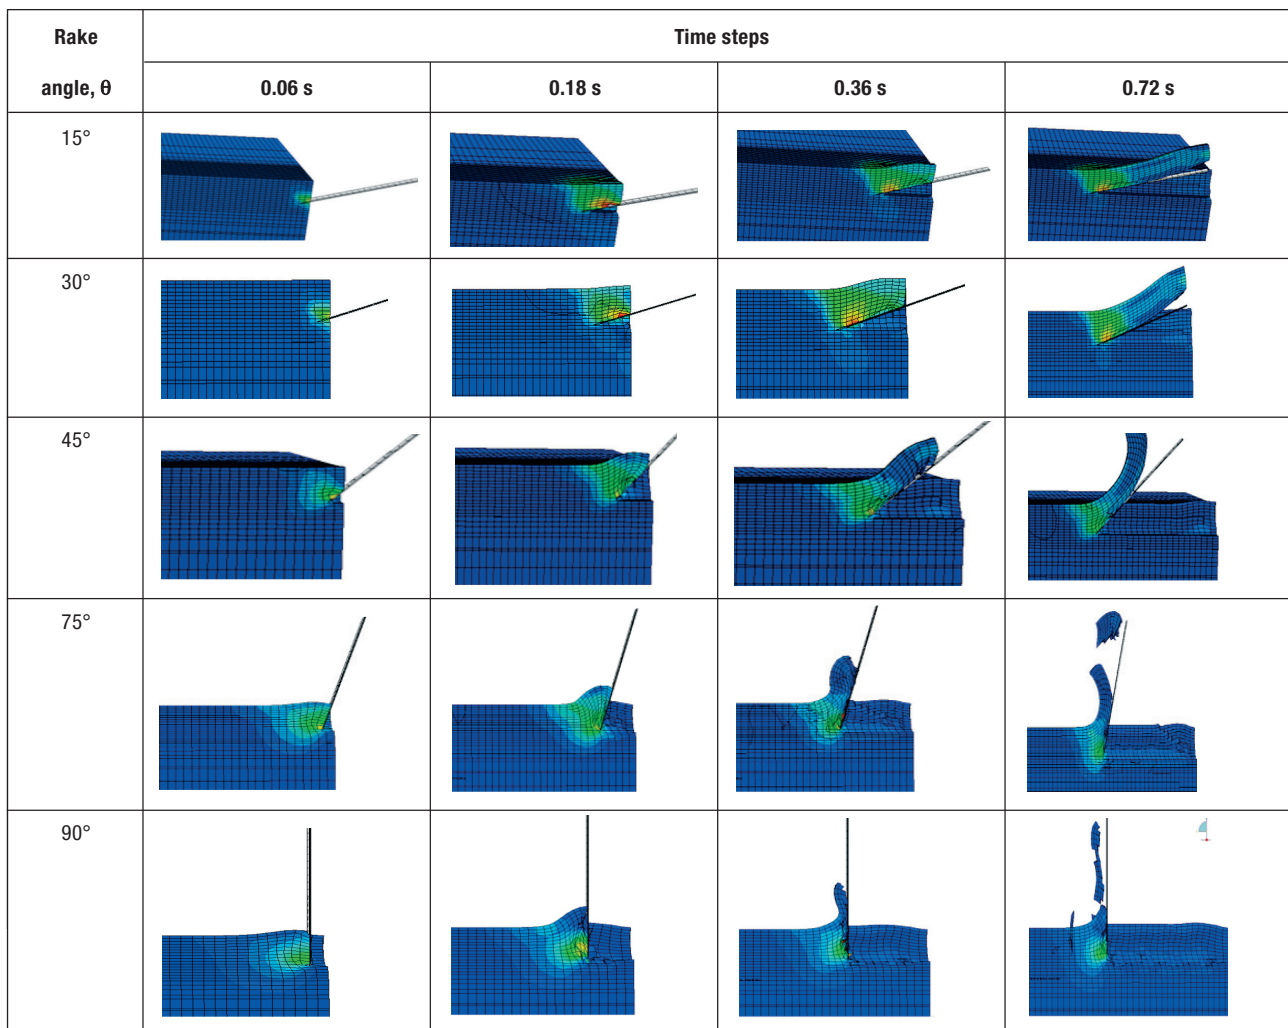 Rake
angle, θ
Time steps
0.06 s
0.18 s
0.36 s
0.72 s
15°
30°
45°
75°
90°